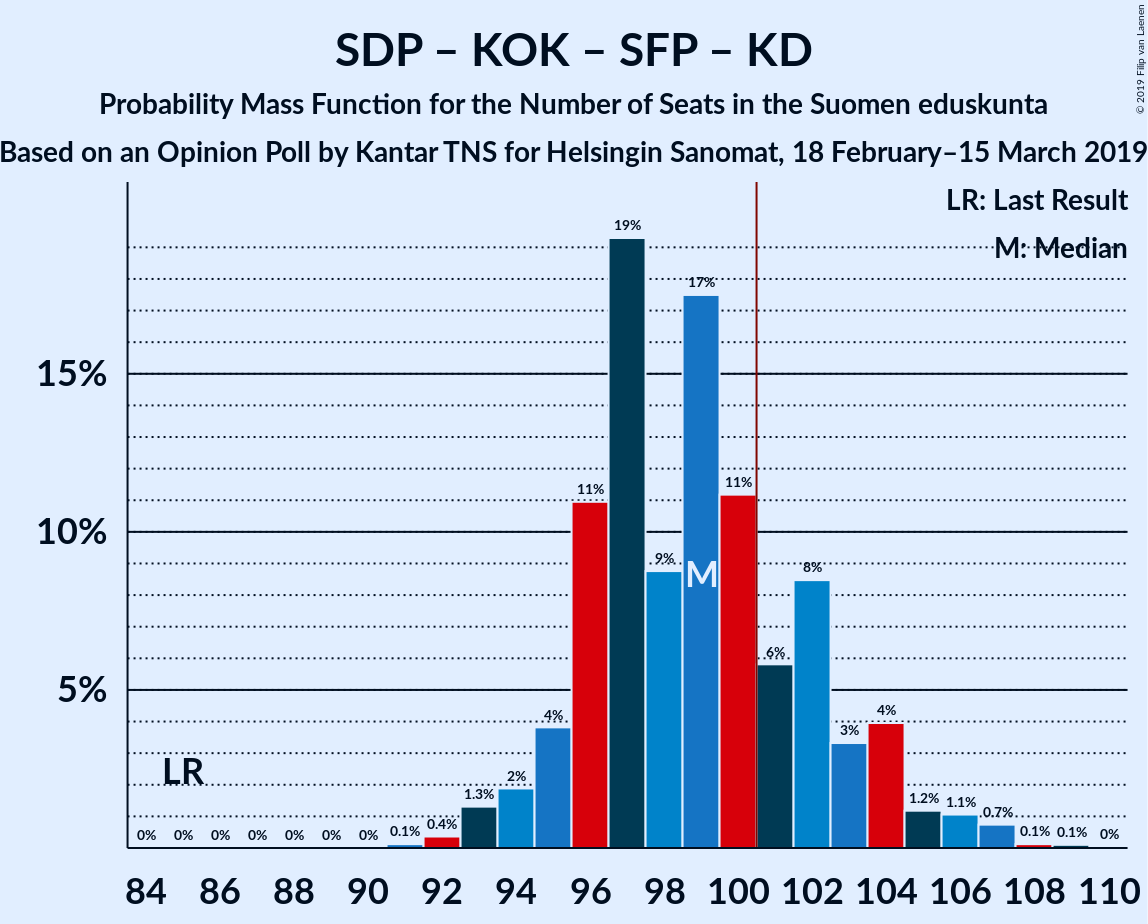 SDP – KOK – SFP – KD
Probability Mass Function for the Number of Seats in the Suomen eduskunta
Based on an Opinion Poll by Kantar TNS for Helsingin Sanomat, 18 February–15 March 2019
© 2019 Filip van Laenen
LR: Last Result
M: Median
15%
10%
5%
LR
M
0% 0% 0% 0% 0% 0% 0% 0.1% 0.4% 1.3% 2% 4% 11% 19% 9% 17% 11% 6% 8% 3% 4% 1.2% 1.1% 0.7% 0.1% 0.1% 0%
84 86 88 90 92 94 96 98 100 102 104 106 108 110